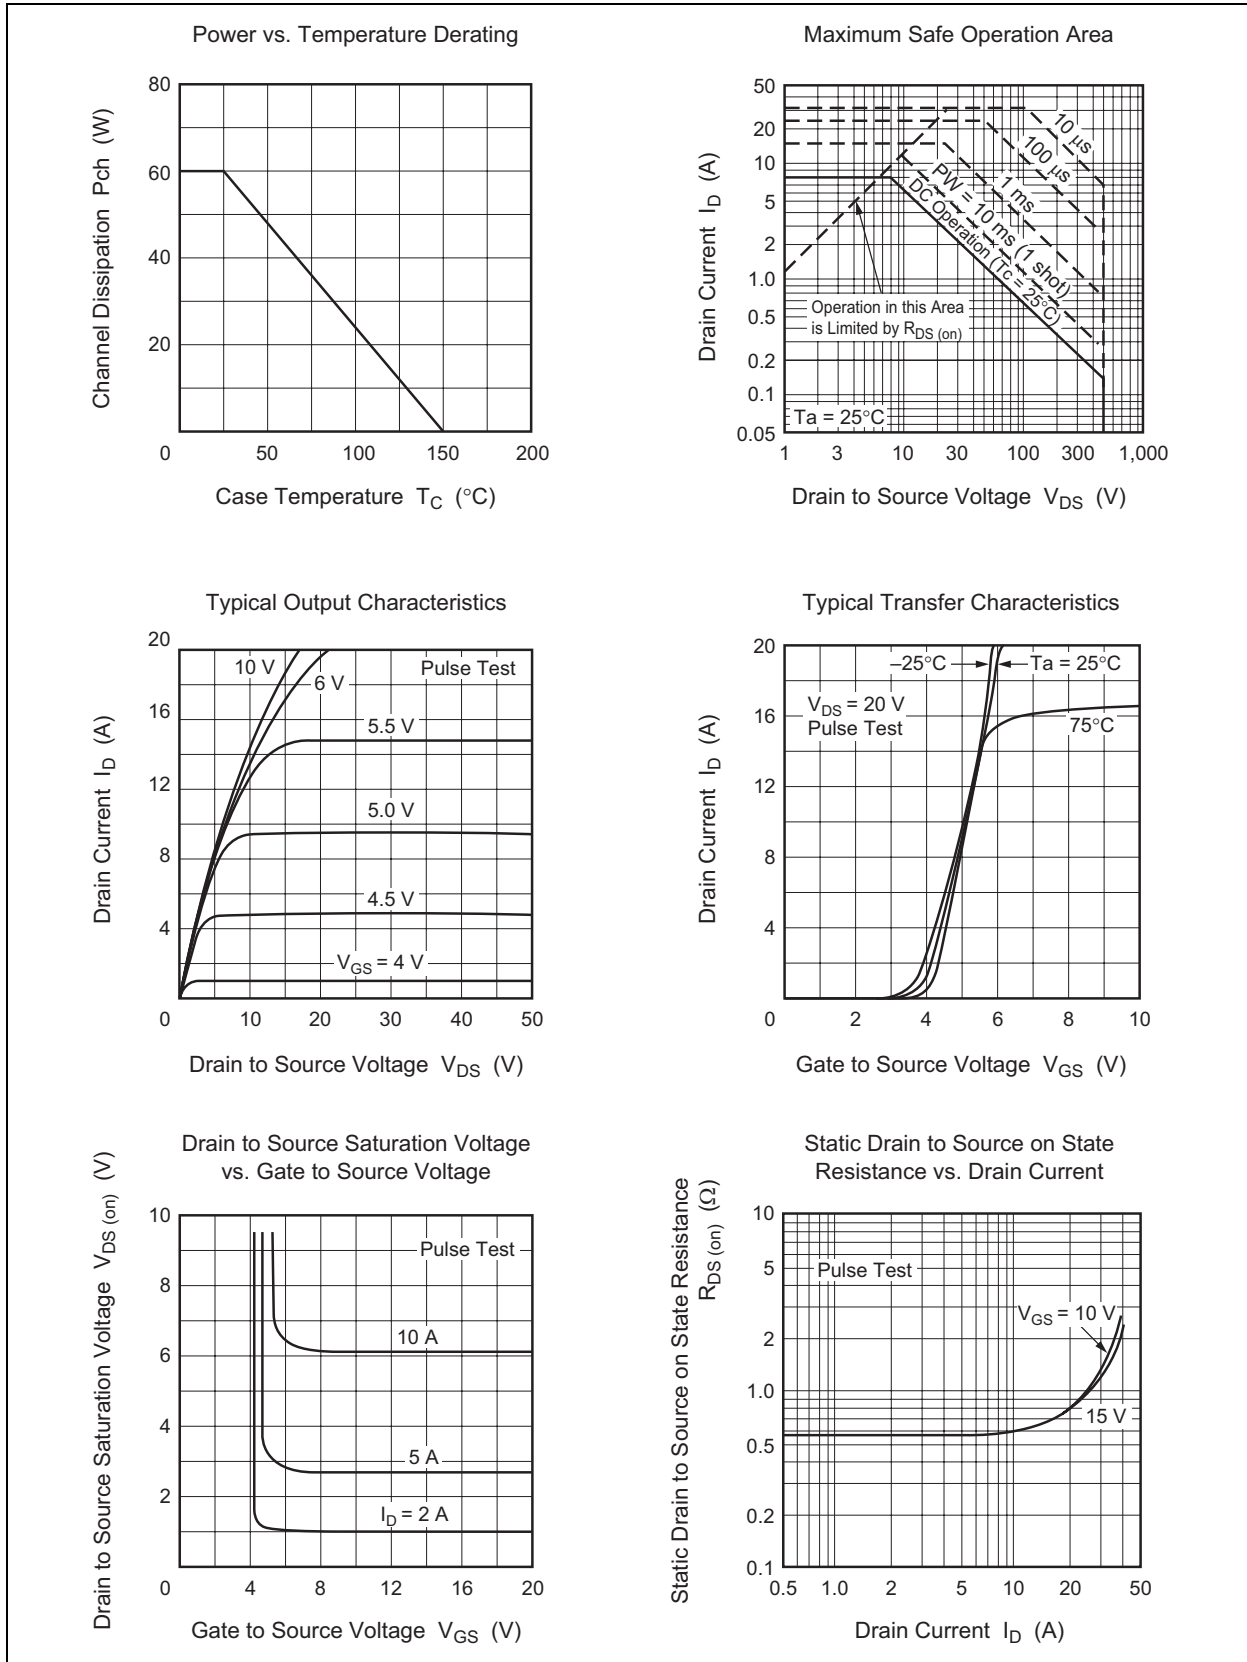 Power vs. Temperature Derating
Channel Dissipation Pch (W)
80
60
40
20
0 50 100 150 200
Case Temperature TC (°C)
Maximum Safe Operation Area
Drain Current ID (A)
50
20
10
5
2
1.0
0.5
0.2
0.1
0.05
10 μs
100 μs
1 ms
PW = 10 ms (1 shot)
DC Operation (Tc = 25°C)
Operation in this Area
is Limited by RDS (on)
Ta = 25°C
1 3 10 30 100 300 1,000
Drain to Source Voltage VDS (V)
Typical Output Characteristics
Drain Current ID (A)
20
16
12
8
4
10 V
6 V
Pulse Test
5.5 V
5.0 V
4.5 V
VGS = 4 V
0 10 20 30 40 50
Drain to Source Voltage VDS (V)
Typical Transfer Characteristics
Drain Current ID (A)
20
16
12
8
4
–25°C
Ta = 25°C
VDS = 20 V
Pulse Test
75°C
0 2 4 6 8 10
Gate to Source Voltage VGS (V)
Drain to Source Saturation Voltage
vs. Gate to Source Voltage
Drain to Source Saturation Voltage VDS (on) (V)
10
8
6
4
2
Pulse Test
10 A
5 A
ID = 2 A
0 4 8 12 16 20
Gate to Source Voltage VGS (V)
Static Drain to Source on State
Resistance vs. Drain Current
Static Drain to Source on State Resistance
RDS (on) (Ω)
10
5
2
1.0
0.5
0.2
0.1
Pulse Test
VGS = 10 V
15 V
0.5 1.0 2 5 10 20 50
Drain Current ID (A)